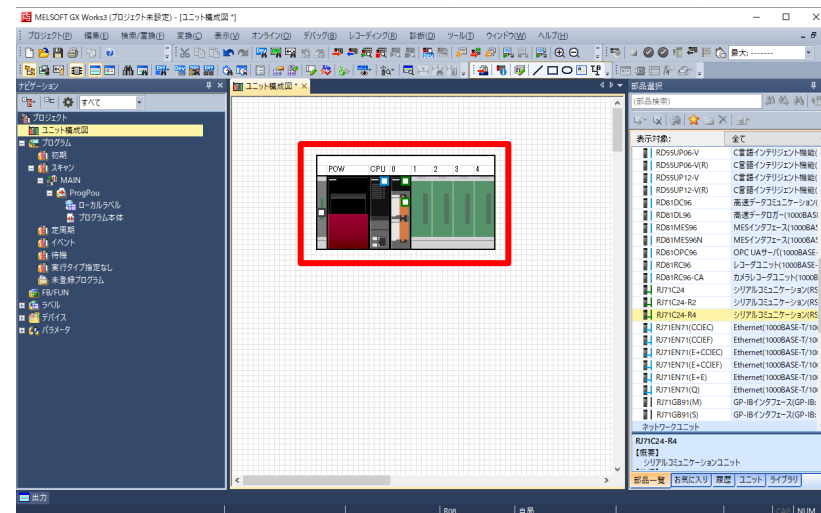 MELSOFT GX Works3 (プロジェクト未設定) - [ユニット構成図 *]
プロジェクト(P) 編集(E) 検索/置換(F) 変換(C) 表示(V) オンライン(O) デバッグ(B) レコーディング(R) 診断(D) ツール(T) ウィンドウ(W) ヘルプ(H)
最大: --------
ナビゲーション
すべて
プロジェクト
ユニット構成図
プログラム
初期
スキャン
MAIN
ProgPou
ローカルラベル
プログラム本体
定周期
イベント
待機
実行タイプ指定なし
未登録プログラム
FB/FUN
ラベル
デバイス
パラメータ
ユニット構成図 *
POW CPU 0 1 2 3 4
部品選択
(部品検索)
表示対象: 全て
RD55UP06-V C言語インテリジェント機能(
RD55UP06-V(R) C言語インテリジェント機能(
RD55UP12-V C言語インテリジェント機能(
RD55UP12-V(R) C言語インテリジェント機能(
RD81DC96 高速データコミュニケーション(
RD81DL96 高速データロガー(1000BASE
RD81MES96 MESインタフェース(1000BAS
RD81MES96N MESインタフェース(1000BAS
RD81OPC96 OPC UAサーバ(1000BASE-
RD81RC96 レコーダユニット(1000BASE-
RD81RC96-CA カメラレコーダユニット(1000B
RJ71C24 シリアルコミュニケーション(RS
RJ71C24-R2 シリアルコミュニケーション(RS
RJ71C24-R4 シリアルコミュニケーション(RS
RJ71EN71(CCIEC) Ethernet(1000BASE-T/10
RJ71EN71(CCIEF) Ethernet(1000BASE-T/10
RJ71EN71(E+CCIEC) Ethernet(1000BASE-T/10
RJ71EN71(E+CCIEF) Ethernet(1000BASE-T/10
RJ71EN71(E+E) Ethernet(1000BASE-T/10
RJ71EN71(Q) Ethernet(1000BASE-T/10
RJ71GB91(M) GP-IBインタフェース(GP-IB:
RJ71GB91(S) GP-IBインタフェース(GP-IB:
ネットワークユニット
RJ71C24-R4
【概要】
シリアルコミュニケーションユニット
部品一覧 お気に入り 履歴 ユニット ライブラリ
出力
R08 自局 CAP NUM